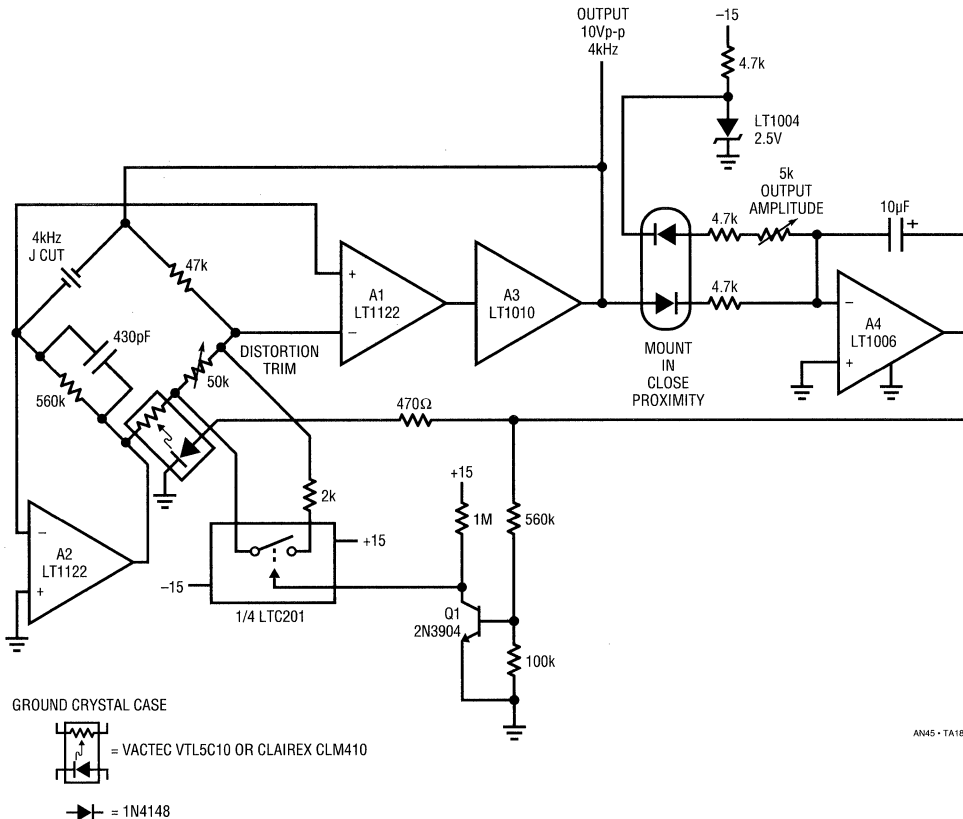 OUTPUT
10Vp-p
4kHz
–15
4.7k
LT1004
2.5V
5k
OUTPUT
AMPLITUDE
10µF
+
4kHz
J CUT
47k
4.7k
4.7k
+
–
A1
LT1122
A3
LT1010
–
+
A4
LT1006
MOUNT
IN
CLOSE
PROXIMITY
430pF
560k
DISTORTION
TRIM
50k
470Ω
+15
1M
560k
2k
–
+
A2
LT1122
+15
–15
1/4 LTC201
Q1
2N3904
100k
GROUND CRYSTAL CASE
= VACTEC VTL5C10 OR CLAIREX CLM410
= 1N4148
AN45 • TA18